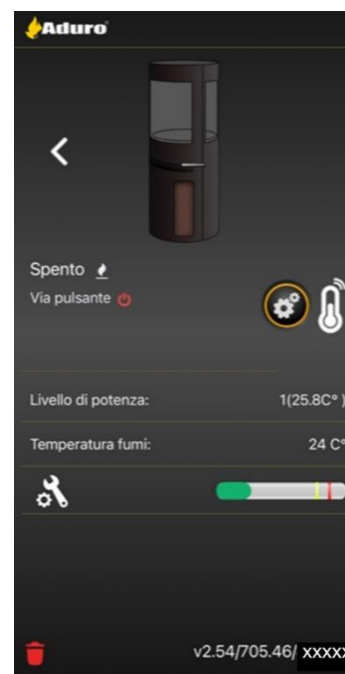 Aduro
Spento
Via pulsante
Livello di potenza: 1(25.8C° )
Temperatura fumi: 24 C°
v2.54/705.46/ xxxxx